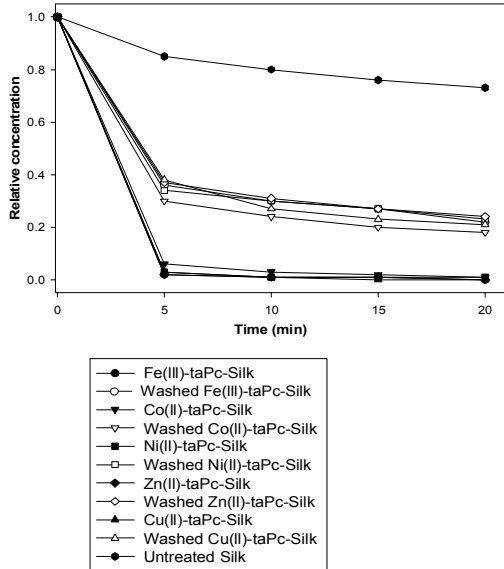 1.0
0.8
0.6
0.4
0.2
0.0
Relative concentration
0 5 10 15 20
Time (min)
Fe(III)-taPc-Silk
Washed Fe(III)-taPc-Silk
Co(II)-taPc-Silk
Washed Co(II)-taPc-Silk
Ni(II)-taPc-Silk
Washed Ni(II)-taPc-Silk
Zn(II)-taPc-Silk
Washed Zn(II)-taPc-Silk
Cu(II)-taPc-Silk
Washed Cu(II)-taPc-Silk
Untreated Silk